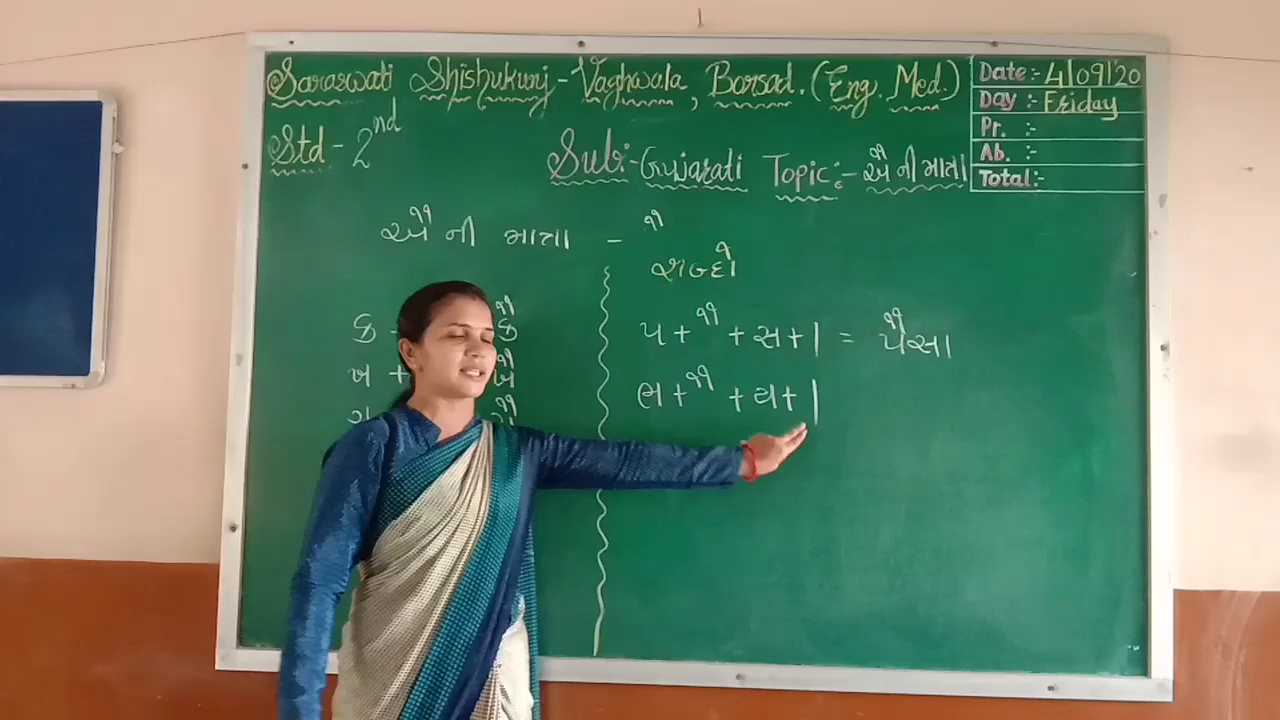 Saraswati Shishukunj - Vaghwala, Borsad. (Eng. Med.)
Date:- 4/09/'20
Day:- Friday
Pr. :-
Ab. :-
Total:-
Std - 2nd
Sub:- Gujarati Topic:- ઐ ની માત્રા
ઐ ની માત્રા - ૈ
શબ્દો
ક કૈ
ખ + ખૈ
ગ ગૈ
પ + ૈ + સ + ા = પૈસા
ભ + ૈ + ય + ા